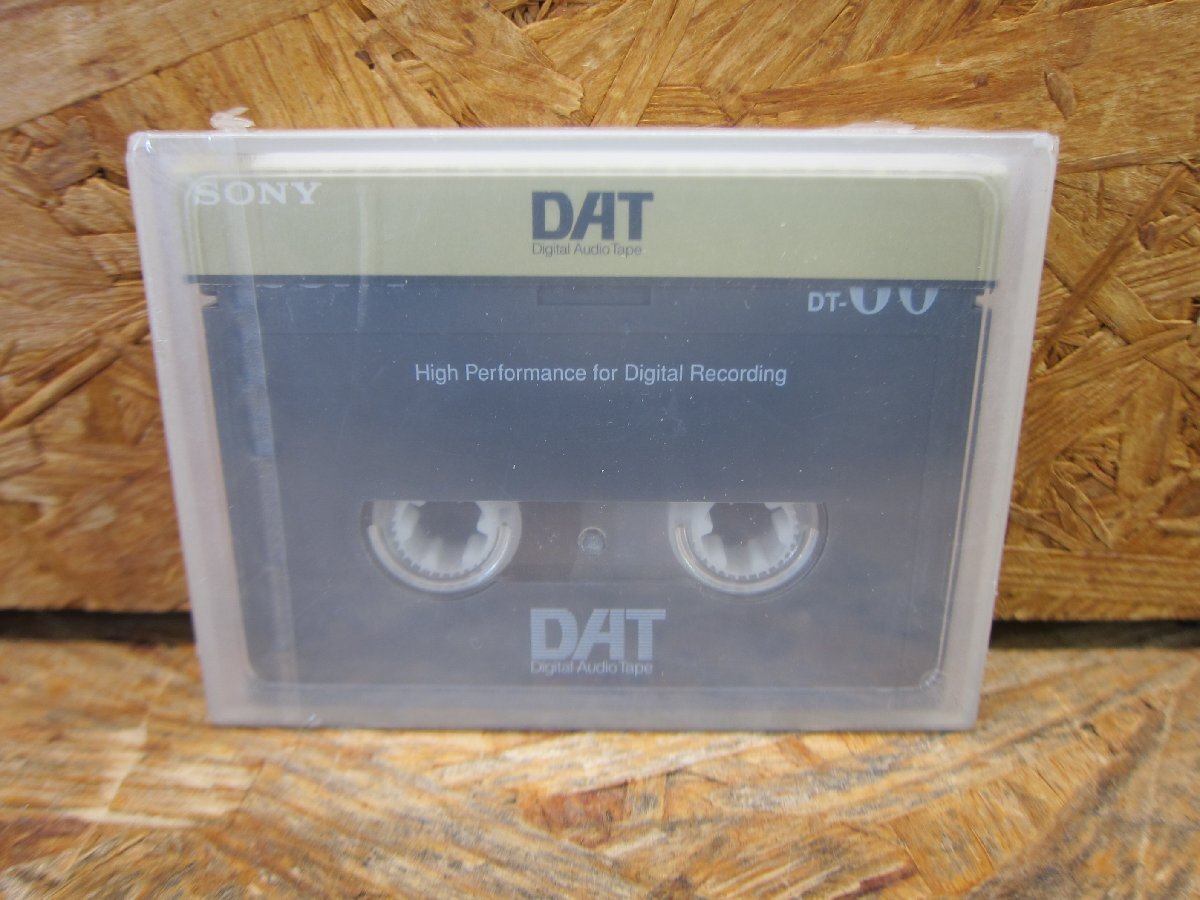 SONY
DAT
Digital Audio Tape
DT-
High Performance for Digital Recording
DAT
Digital Audio Tape